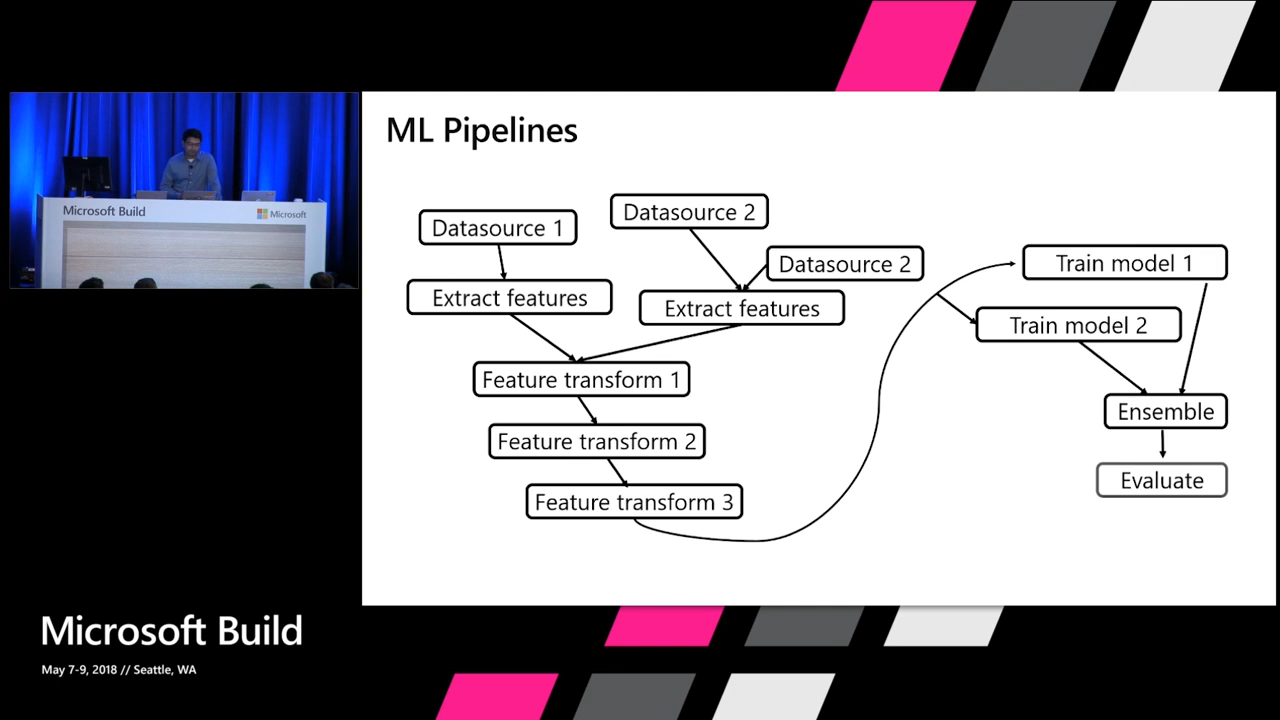 ML Pipelines
Datasource 1
Datasource 2
Datasource 2
Extract features
Extract features
Feature transform 1
Feature transform 2
Feature transform 3
Train model 1
Train model 2
Ensemble
Evaluate
Microsoft Build
Microsoft
Microsoft Build
May 7-9, 2018 // Seattle, WA